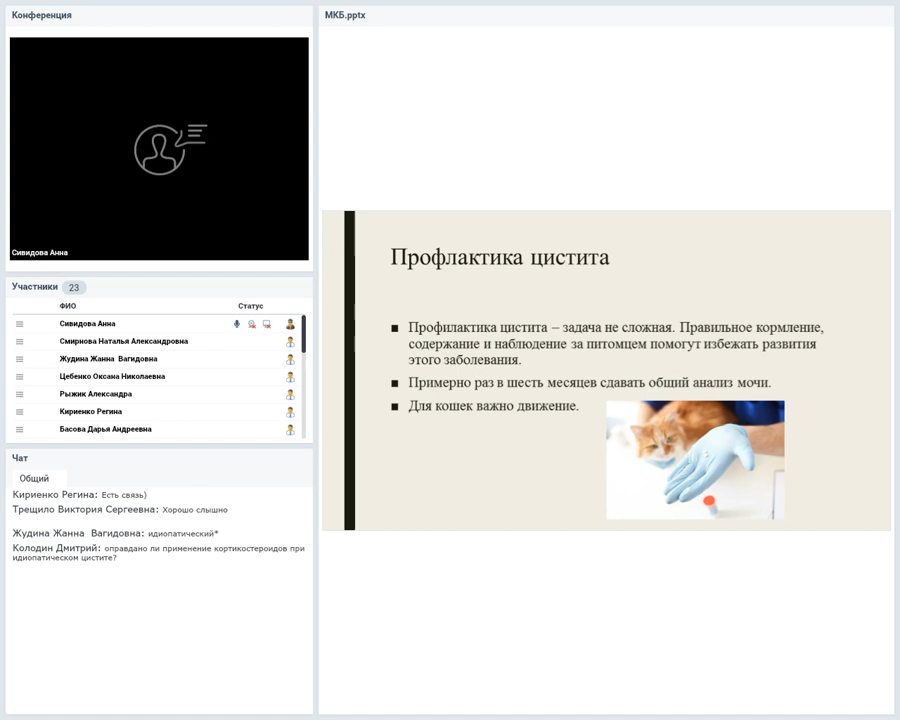 Конференция
Сивидова Анна
Участники 23
ФИО Статус
Сивидова Анна
Смирнова Наталья Александровна
Жудина Жанна Вагидовна
Цебенко Оксана Николаевна
Рыжик Александра
Кириенко Регина
Басова Дарья Андреевна
Чат
Общий
Кириенко Регина: Есть связь)
Трещило Виктория Сергеевна: Хорошо слышно
Жудина Жанна Вагидовна: идиопатический*
Колодин Дмитрий: оправдано ли применение кортикостероидов при
идиопатическом цистите?
МКБ.pptx
Профлактика цистита
■ Профилактика цистита – задача не сложная. Правильное кормление,
содержание и наблюдение за питомцем помогут избежать развития
этого заболевания.
■ Примерно раз в шесть месяцев сдавать общий анализ мочи.
■ Для кошек важно движение.